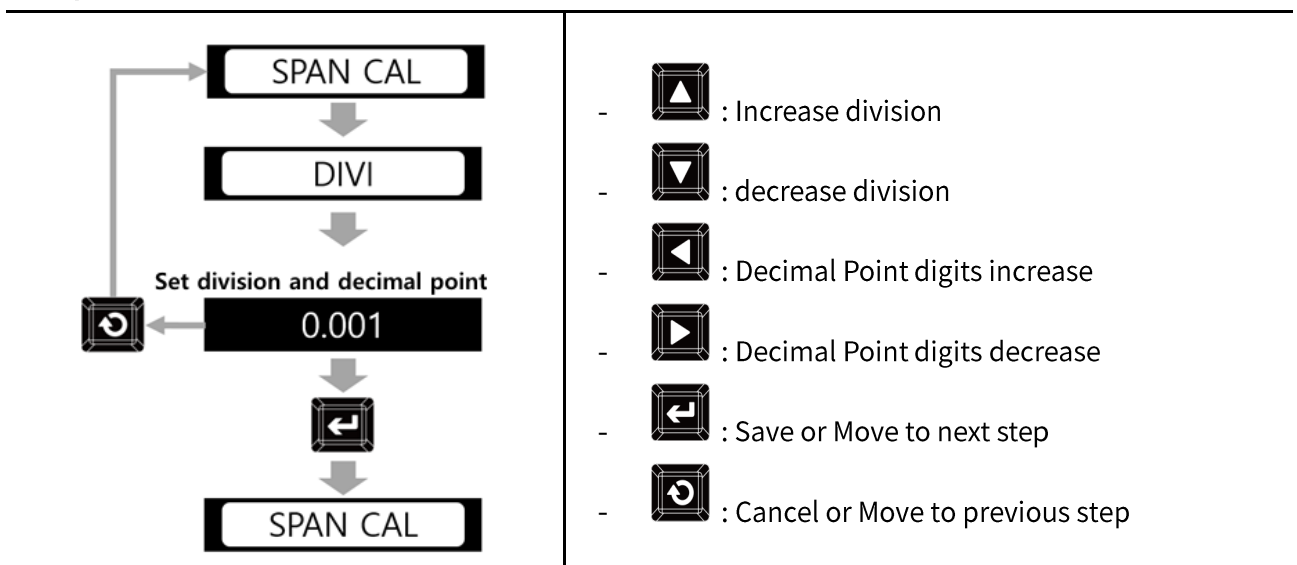 SPAN CAL
DIVI
Set division and decimal point
0.001
SPAN CAL
- : Increase division
- : decrease division
- : Decimal Point digits increase
- : Decimal Point digits decrease
- : Save or Move to next step
- : Cancel or Move to previous step